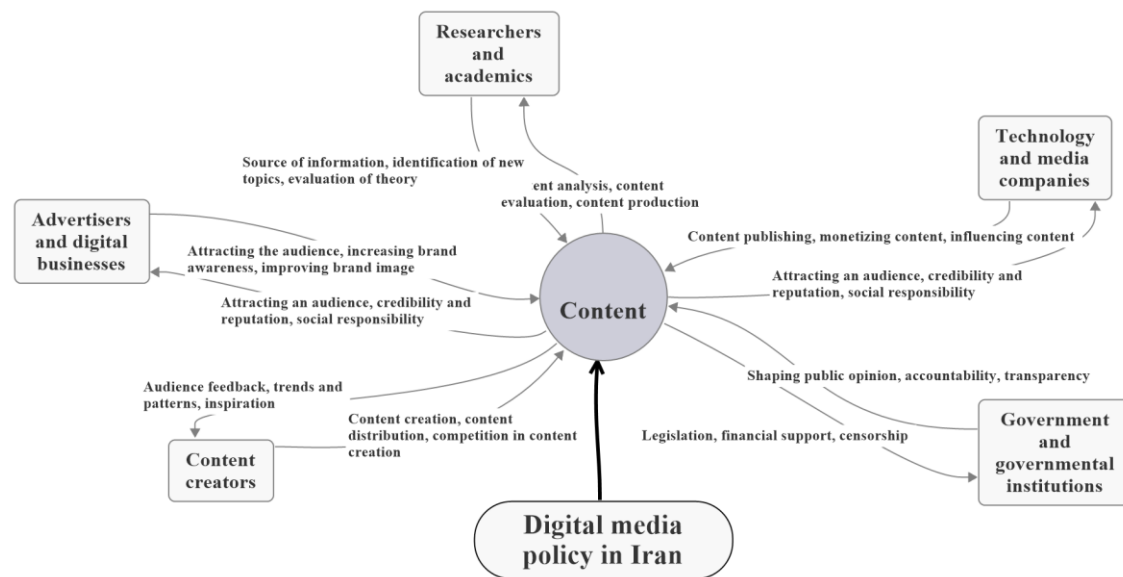 Researchers
and
academics
Technology
and media
companies
Source of information, identification of new
topics, evaluation of theory
ent analysis, content
evaluation, content production
Advertisers
and digital
businesses
Attracting the audience, increasing brand
awareness, improving brand image
Content publishing, monetizing content, influencing content
Attracting an audience, credibility and
reputation, social responsibility
Attracting an audience, credibility and
reputation, social responsibility
Content
Shaping public opinion, accountability, transparency
Audience feedback, trends and
patterns, inspiration
Content creation, content
distribution, competition in content
creation
Legislation, financial support, censorship
Government
and
governmental
institutions
Content
creators
Digital media
policy in Iran